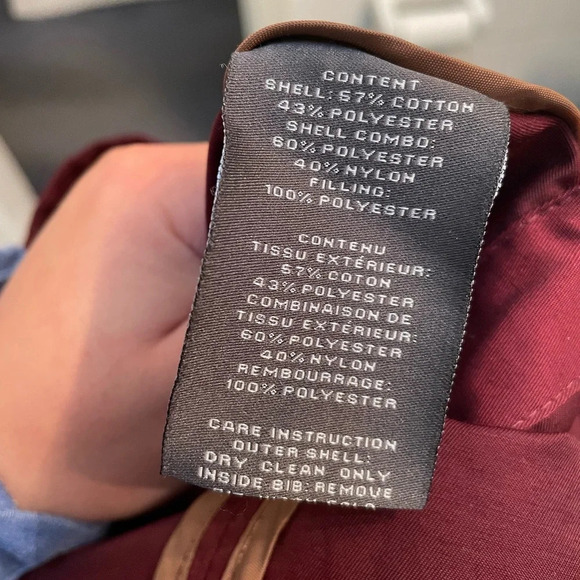 CONTENT
SHELL: 57% COTTON
43% POLYESTER
SHELL COMBO:
60% POLYESTER
40% NYLON
FILLING:
100% POLYESTER
CONTENU
TISSU EXTÉRIEUR:
57% COTON
43% POLYESTER
COMBINAISON DE
TISSU EXTÉRIEUR:
60% POLYESTER
40% NYLON
REMBOURRAGE:
100% POLYESTER
CARE INSTRUCTION
OUTER SHELL:
DRY CLEAN ONLY
INSIDE BIB: REMOVE